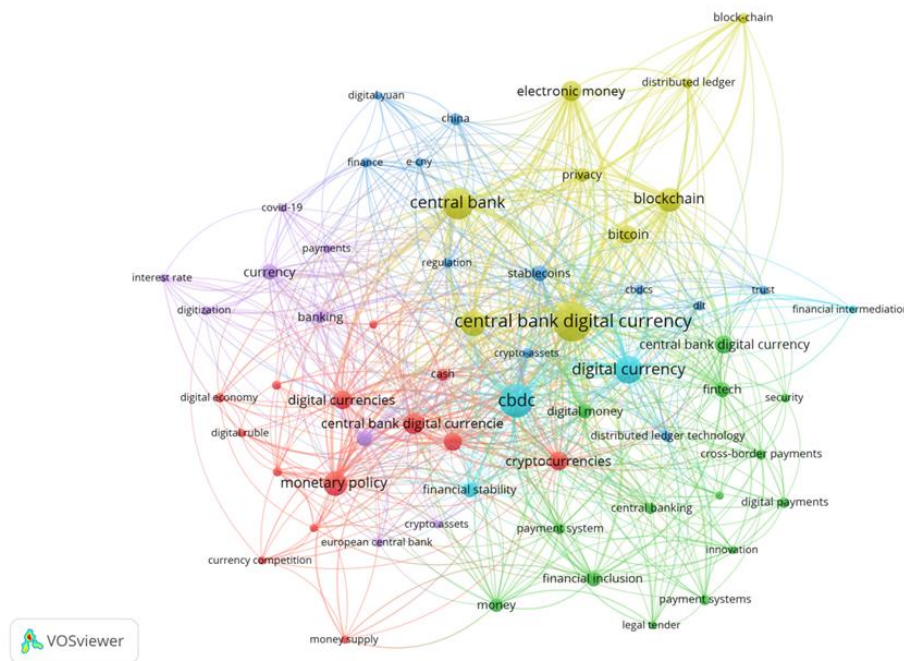 block-chain
distributed ledger
electronic money
digital yuan
china
finance
e-cny
privacy
central bank
blockchain
covid-19
bitcoin
payments
currency
regulation
stablecoins
interest rate
cbdcs
trust
dlt
financial intermediation
digitization
banking
central bank digital currency
central bank digital currency
crypto-assets
digital currency
cash
fintech
digital economy
digital currencies
cbdc
security
digital money
central bank digital currencie
digital ruble
distributed ledger technology
cryptocurrencies
cross-border payments
monetary policy
financial stability
digital payments
central banking
crypto assets
payment system
european central bank
innovation
currency competition
financial inclusion
money
payment systems
legal tender
money supply
VOSviewer